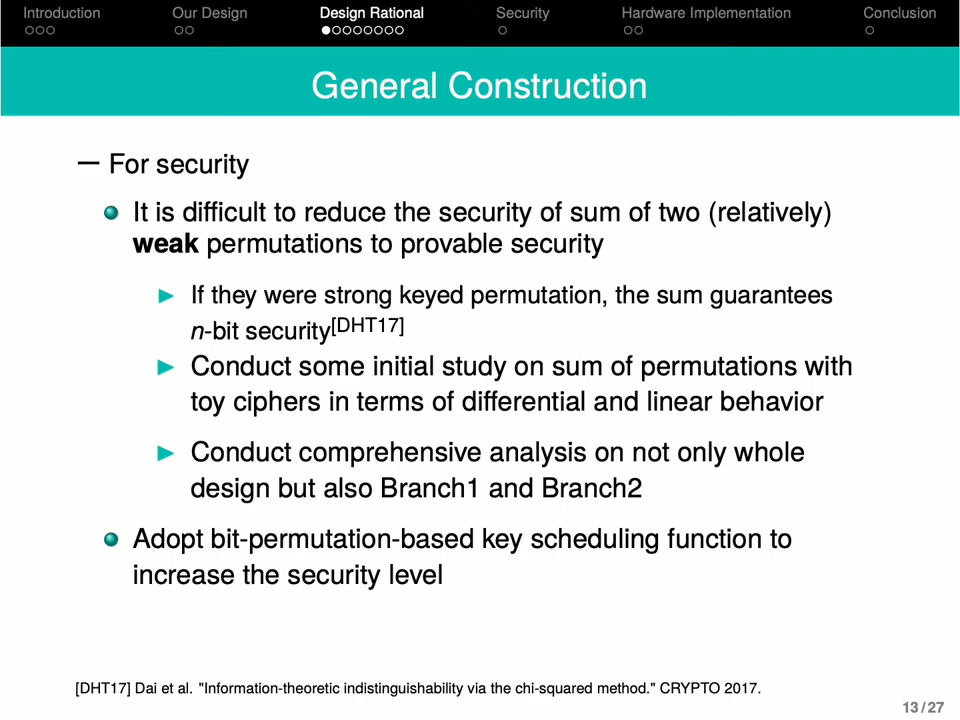 Introduction Our Design Design Rational Security Hardware Implementation Conclusion
General Construction
— For security
It is difficult to reduce the security of sum of two (relatively)
weak permutations to provable security
If they were strong keyed permutation, the sum guarantees
n-bit security[DHT17]
Conduct some initial study on sum of permutations with
toy ciphers in terms of differential and linear behavior
Conduct comprehensive analysis on not only whole
design but also Branch1 and Branch2
Adopt bit-permutation-based key scheduling function to
increase the security level
[DHT17] Dai et al. "Information-theoretic indistinguishability via the chi-squared method." CRYPTO 2017.
13 / 27